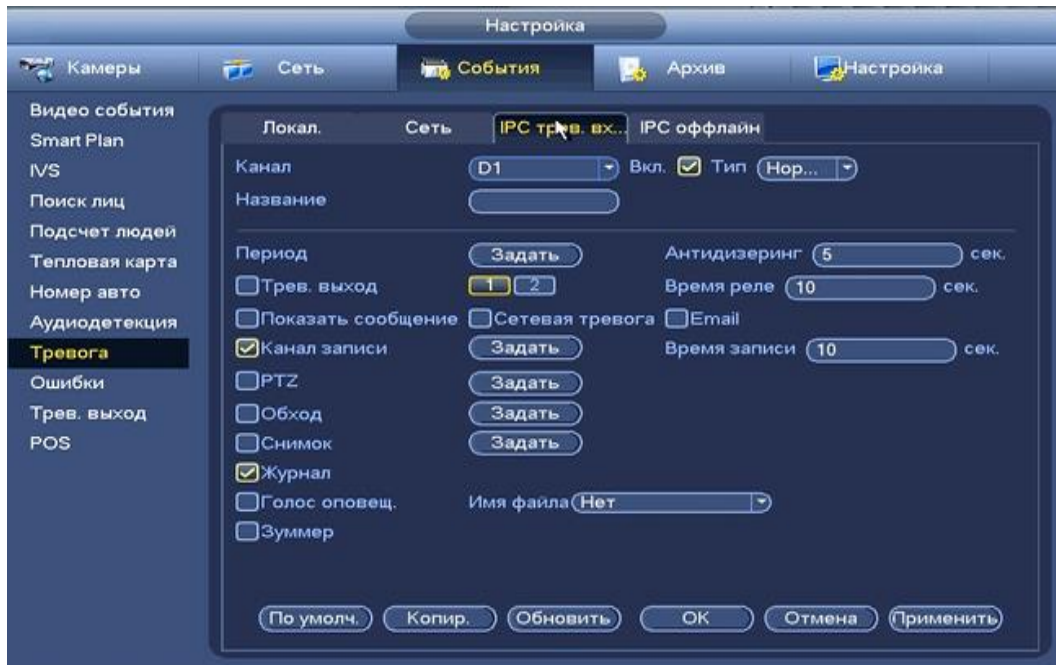 Настройка
Камеры Сеть События Архив Настройка
Видео события
Smart Plan
IVS
Поиск лиц
Подсчет людей
Тепловая карта
Номер авто
Аудиодетекция
Тревога
Ошибки
Трев. выход
POS
Локал. Сеть IPC трев. вх... IPC оффлайн
Канал D1 Вкл. Тип Нор...
Название
Период Задать Антидизеринг 5 сек.
Трев. выход 1 2 Время реле 10 сек.
Показать сообщение Сетевая тревога Email
Канал записи Задать Время записи 10 сек.
PTZ Задать
Обход Задать
Снимок Задать
Журнал
Голос оповещ. Имя файла Нет
Зуммер
По умолч. Копир. Обновить OK Отмена Применить